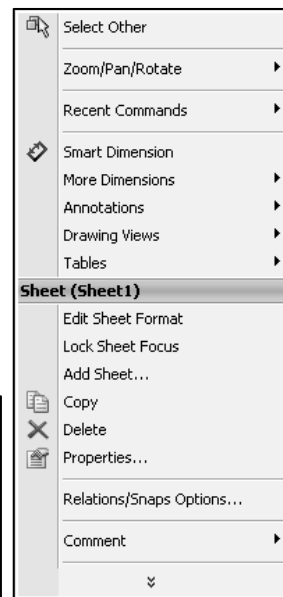 Select Other
Zoom/Pan/Rotate
Recent Commands
Smart Dimension
More Dimensions
Annotations
Drawing Views
Tables
Sheet (Sheet1)
Edit Sheet Format
Lock Sheet Focus
Add Sheet...
Copy
Delete
Properties...
Relations/Snaps Options...
Comment